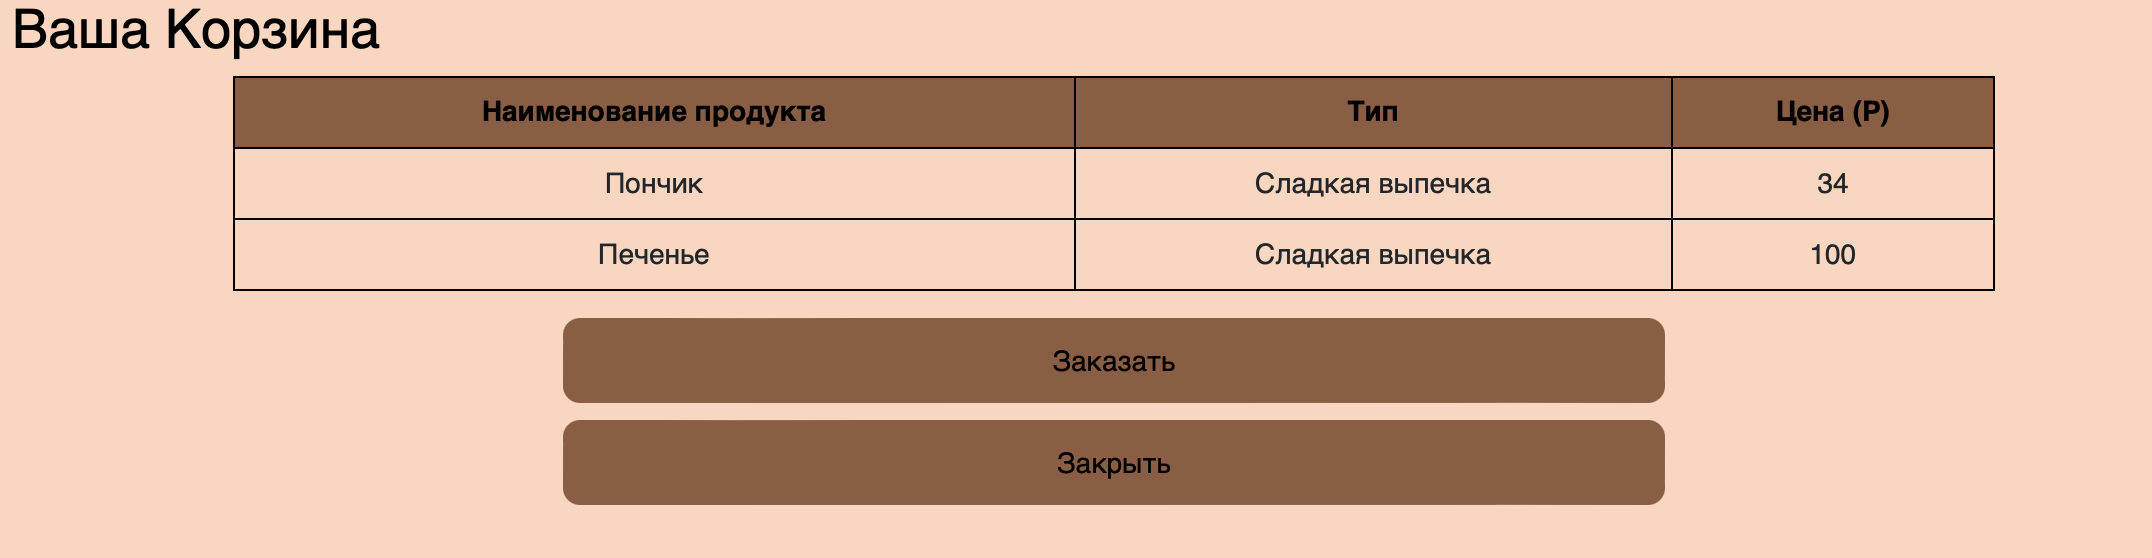 Ваша Корзина
Наименование продукта Тип Цена (Р)
Пончик Сладкая выпечка 34
Печенье Сладкая выпечка 100
Заказать
Закрыть